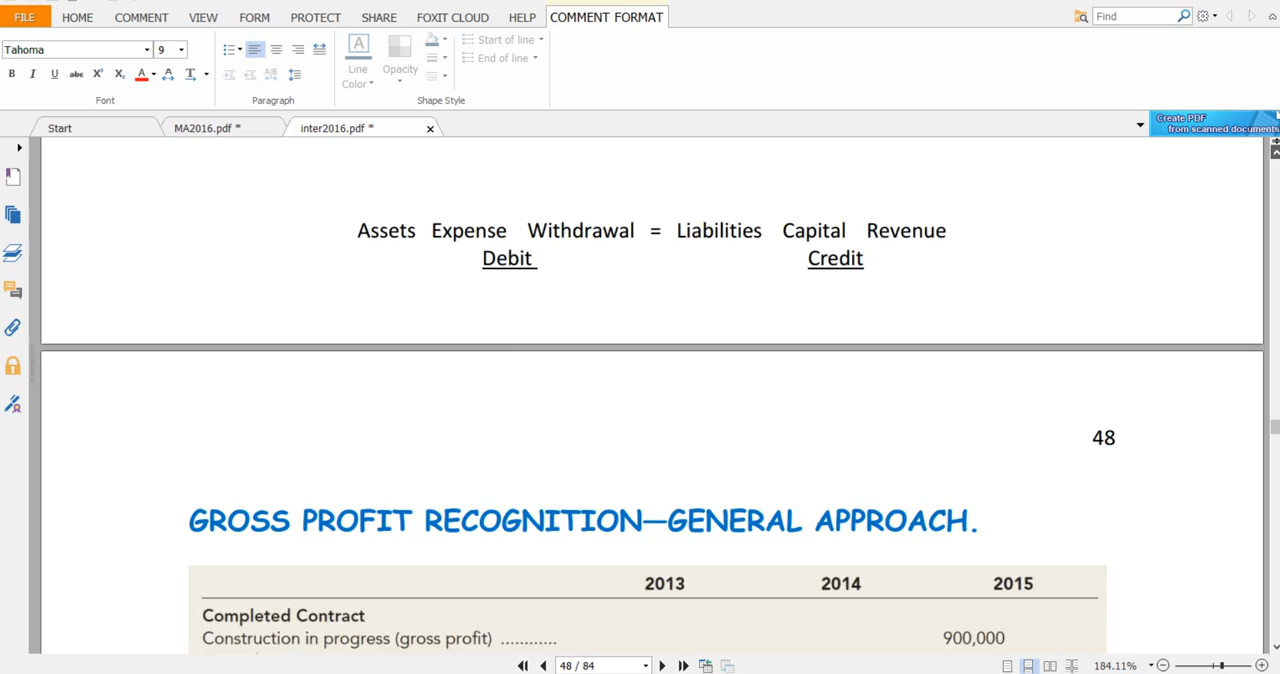 FILE HOME COMMENT VIEW FORM PROTECT SHARE FOXIT CLOUD HELP COMMENT FORMAT Find
Tahoma 9 Start of line
End of line
Line Color Opacity
B I U abc X² X₂ A A T
Font Paragraph Shape Style
Start MA2016.pdf * inter2016.pdf * Create PDF
from scanned documents
Assets Expense Withdrawal = Liabilities Capital Revenue
Debit Credit
48
GROSS PROFIT RECOGNITION—GENERAL APPROACH.
2013 2014 2015
Completed Contract
Construction in progress (gross profit) ............ 900,000
48 / 84 184.11%